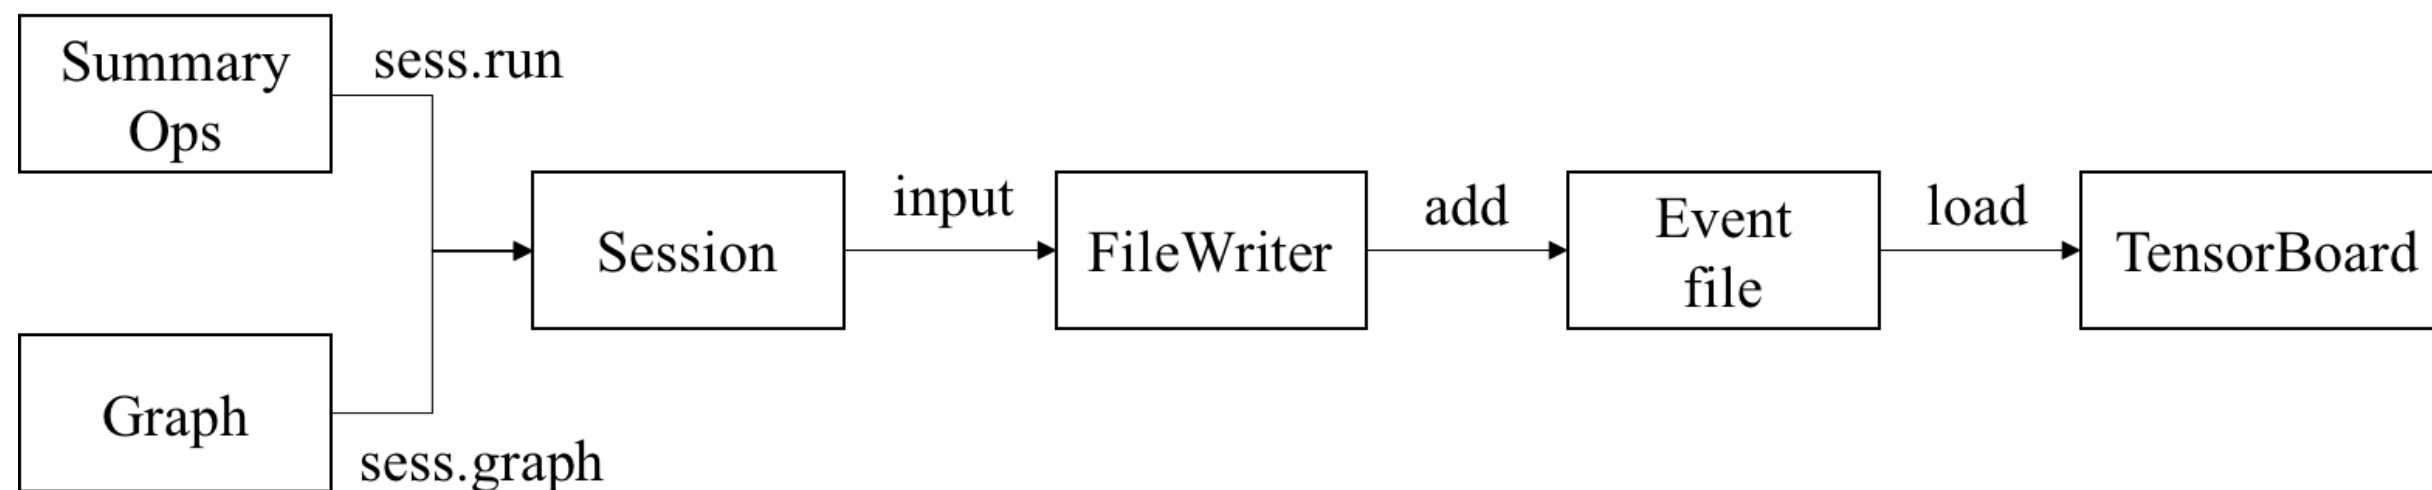 Summary
Ops
sess.run
Session
input
FileWriter
add
Event
file
load
TensorBoard
Graph
sess.graph